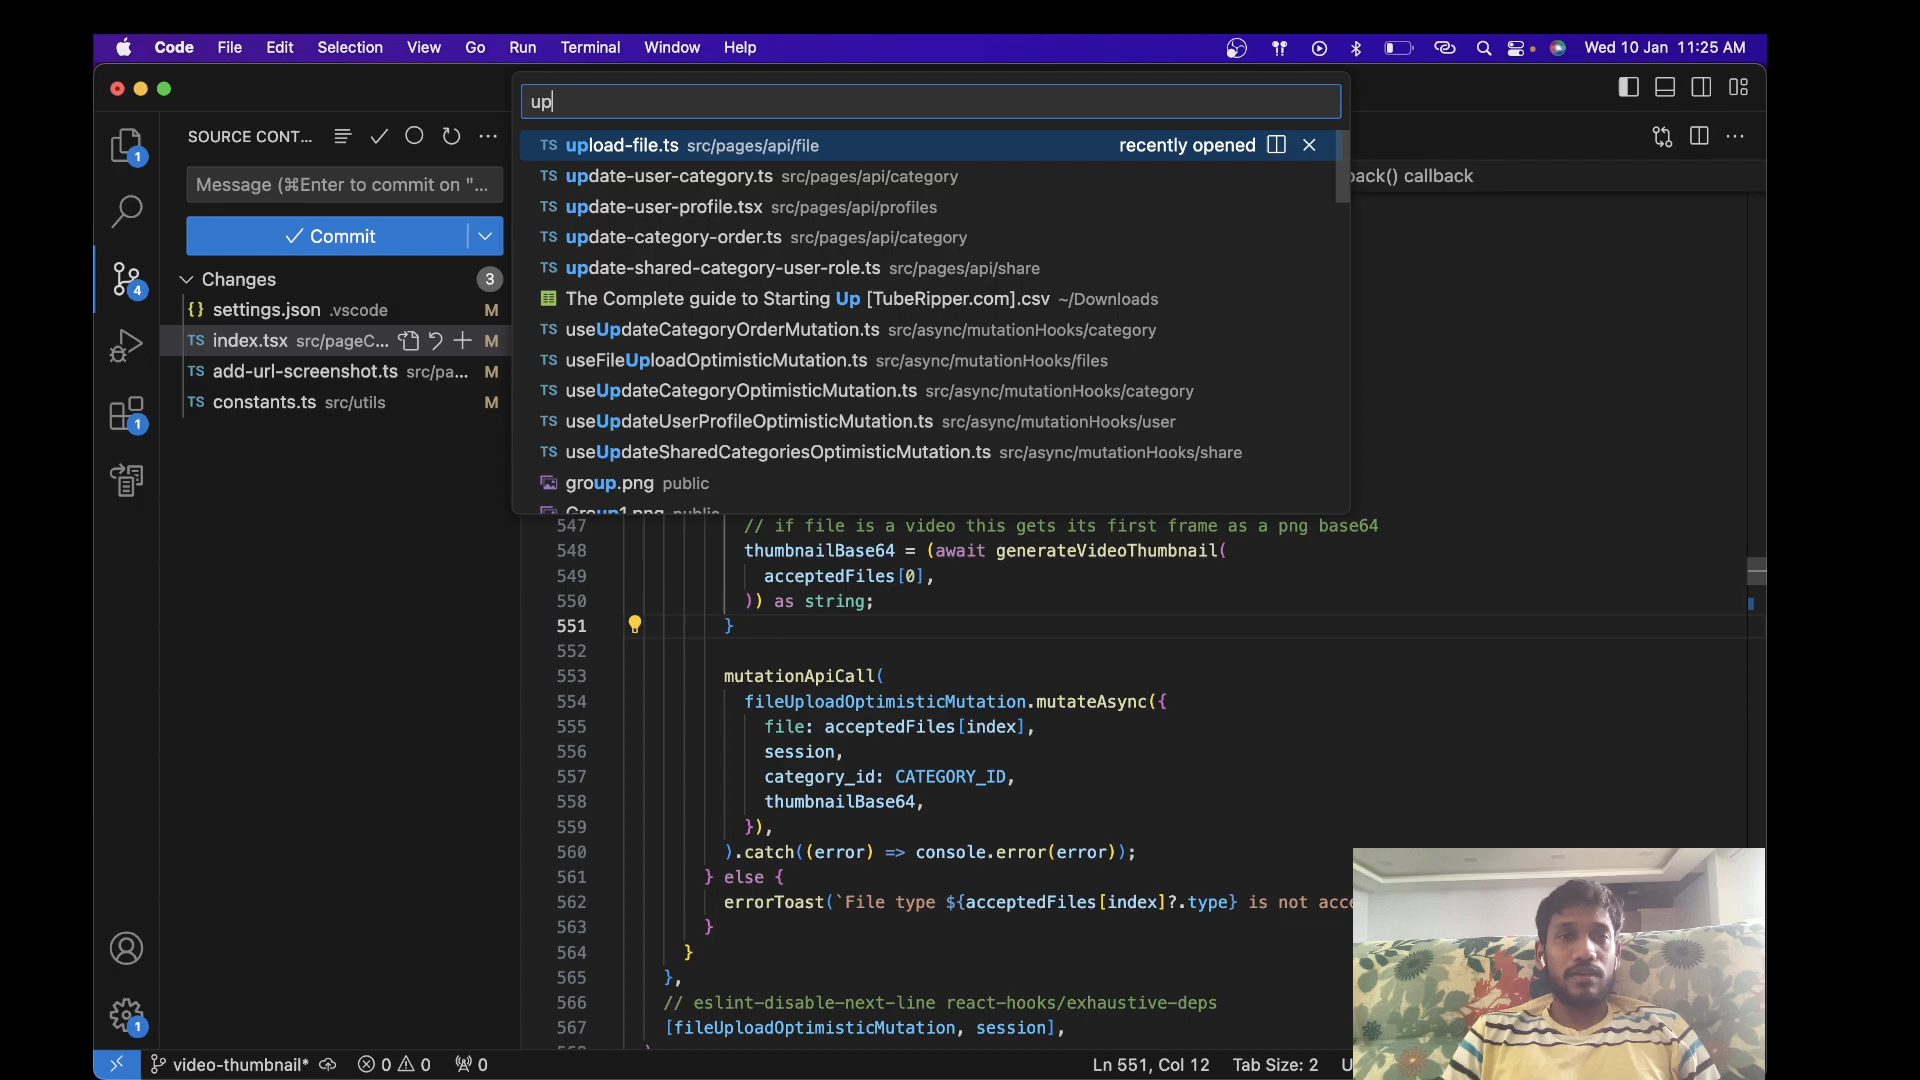 Code File Edit Selection View Go Run Terminal Window Help Wed 10 Jan 11:25 AM
up
SOURCE CONT...
Message (⌘Enter to commit on "...
Commit
Changes 3
{} settings.json .vscode M
TS index.tsx src/pageC... M
TS add-url-screenshot.ts src/pa... M
TS constants.ts src/utils M
1
4
1
1
TS upload-file.ts src/pages/api/file recently opened
TS update-user-category.ts src/pages/api/category
TS update-user-profile.tsx src/pages/api/profiles
TS update-category-order.ts src/pages/api/category
TS update-shared-category-user-role.ts src/pages/api/share
The Complete guide to Starting Up [TubeRipper.com].csv ~/Downloads
TS useUpdateCategoryOrderMutation.ts src/async/mutationHooks/category
TS useFileUploadOptimisticMutation.ts src/async/mutationHooks/files
TS useUpdateCategoryOptimisticMutation.ts src/async/mutationHooks/category
TS useUpdateUserProfileOptimisticMutation.ts src/async/mutationHooks/user
TS useUpdateSharedCategoriesOptimisticMutation.ts src/async/mutationHooks/share
group.png public
Group1.png public
back() callback
547 // if file is a video this gets its first frame as a png base64
548 thumbnailBase64 = (await generateVideoThumbnail(
549 acceptedFiles[0],
550 )) as string;
551 }
552
553 mutationApiCall(
554 fileUploadOptimisticMutation.mutateAsync({
555 file: acceptedFiles[index],
556 session,
557 category_id: CATEGORY_ID,
558 thumbnailBase64,
559 }),
560 ).catch((error) => console.error(error));
561 } else {
562 errorToast(`File type ${acceptedFiles[index]?.type} is not acce
563 }
564 }
565 },
566 // eslint-disable-next-line react-hooks/exhaustive-deps
567 [fileUploadOptimisticMutation, session],
video-thumbnail* 0 0 0 Ln 551, Col 12 Tab Size: 2 U